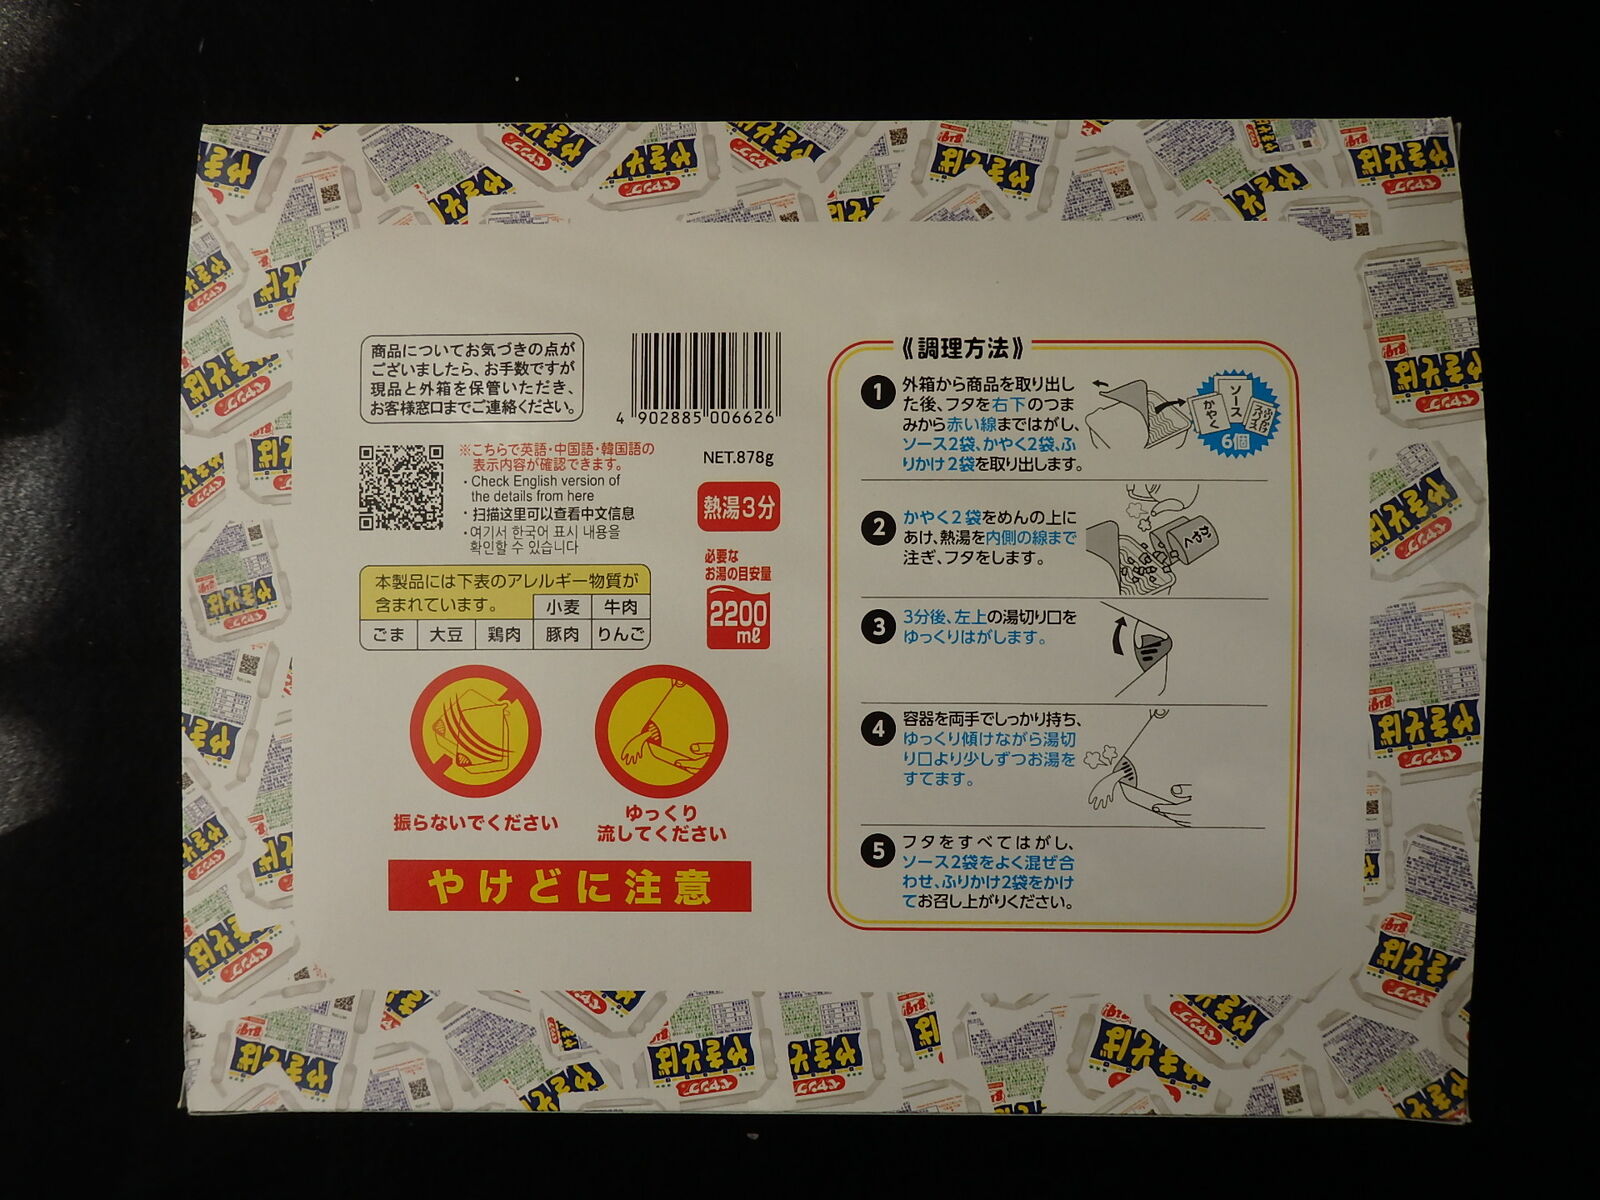 商品についてお気づきの点が
ございましたら、お手数ですが
現品と外箱を保管いただき、
お客様窓口までご連絡ください。
4 902885 006626
※こちらで英語・中国語・韓国語の
表示内容が確認できます。
・Check English version of
the details from here
・扫描这里可以查看中文信息
・여기서 한국어 표시 내용을
확인할 수 있습니다
NET.878g
熱湯3分
必要な
お湯の目安量
2200
mℓ
本製品には下表のアレルギー物質が
含まれています。
小麦 牛肉
ごま 大豆 鶏肉 豚肉 りんご
振らないでください
ゆっくり
流してください
やけどに注意
《調理方法》
1 外箱から商品を取り出し
た後、フタを右下のつま
みから赤い線まではがし、
ソース2袋、かやく2袋、ふ
りかけ2袋を取り出します。
ソース
かやく
6個
2 かやく2袋をめんの上に
あけ、熱湯を内側の線まで
注ぎ、フタをします。
かやく
3 3分後、左上の湯切り口を
ゆっくりはがします。
4 容器を両手でしっかり持ち、
ゆっくり傾けながら湯切
り口より少しずつお湯を
すてます。
5 フタをすべてはがし、
ソース2袋をよく混ぜ合
わせ、ふりかけ2袋をかけ
てお召し上がりください。
ペヤング
やきそば